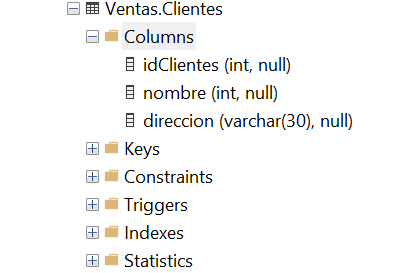 Ventas.Clientes
Columns
idClientes (int, null)
nombre (int, null)
direccion (varchar(30), null)
Keys
Constraints
Triggers
Indexes
Statistics